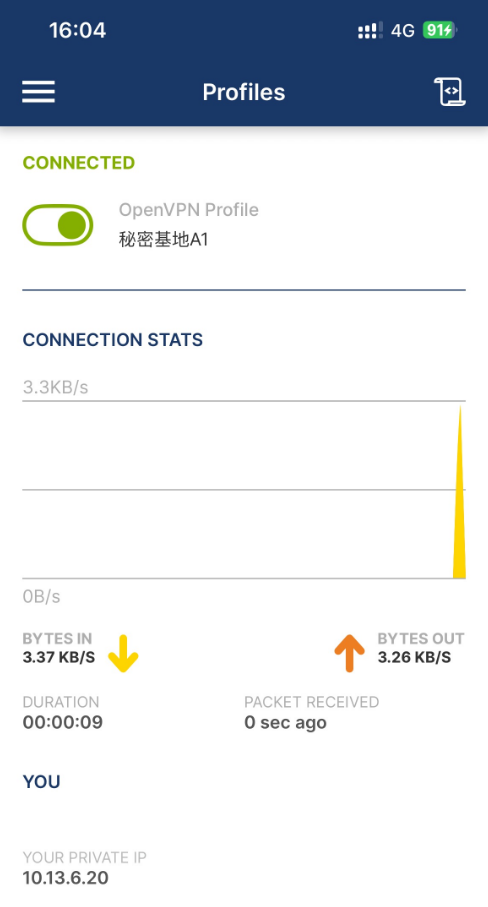 16:04
4G
91
Profiles
CONNECTED
OpenVPN Profile
秘密基地A1
CONNECTION STATS
3.3KB/s
0B/s
BYTES IN
3.37 KB/S
BYTES OUT
3.26 KB/S
DURATION
00:00:09
PACKET RECEIVED
0 sec ago
YOU
YOUR PRIVATE IP
10.13.6.20